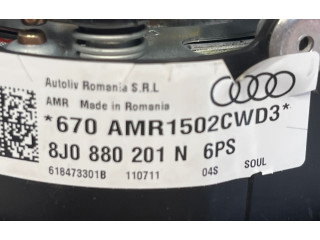 Autoliv Romania S.R.L
AMR Made in Romania
*670 AMR1502CWD3*
8J0 880 201 N 6PS
618473301B 110711 04S SOUL